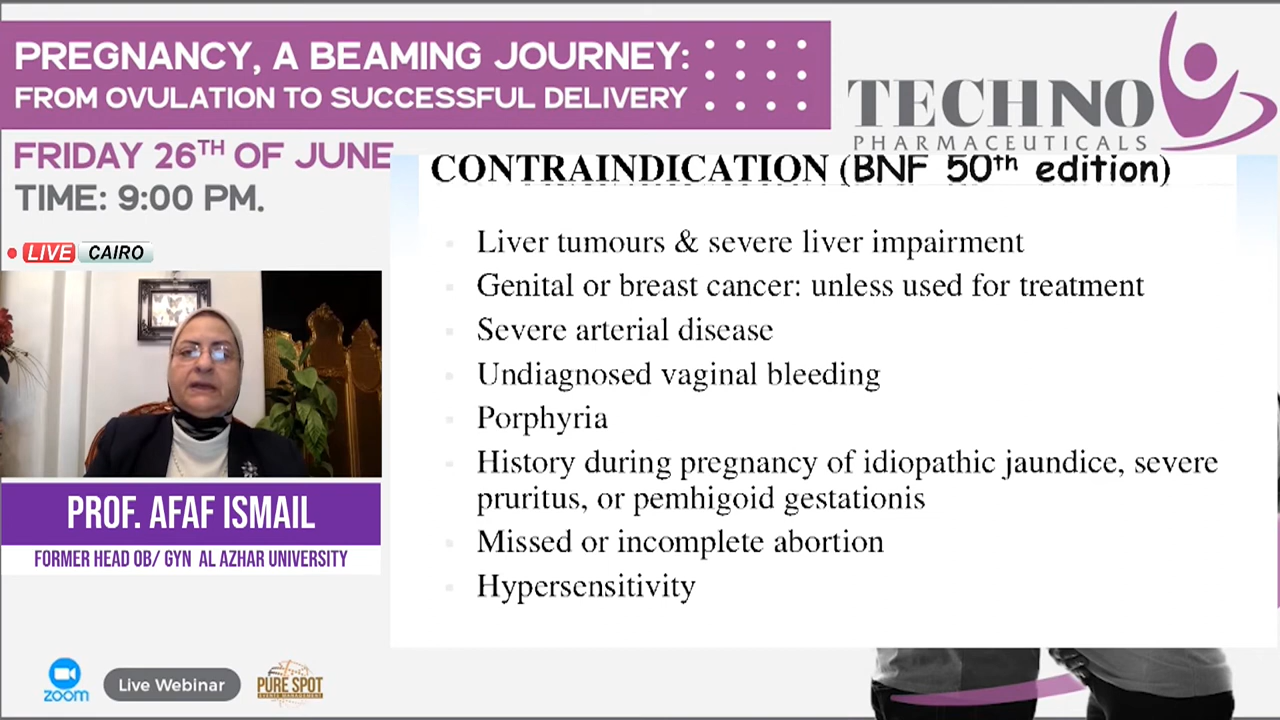 PREGNANCY, A BEAMING JOURNEY:
FROM OVULATION TO SUCCESSFUL DELIVERY
TECHNO
PHARMACEUTICALS
FRIDAY 26TH OF JUNE
TIME: 9:00 PM.
LIVE CAIRO
CONTRAINDICATION (BNF 50th edition)
Liver tumours & severe liver impairment
Genital or breast cancer: unless used for treatment
Severe arterial disease
Undiagnosed vaginal bleeding
Porphyria
History during pregnancy of idiopathic jaundice, severe
pruritus, or pemhigoid gestationis
Missed or incomplete abortion
Hypersensitivity
PROF. AFAF ISMAIL
FORMER HEAD OB/ GYN AL AZHAR UNIVERSITY
zoom
Live Webinar
PURE SPOT
EVENTS MANAGEMENT